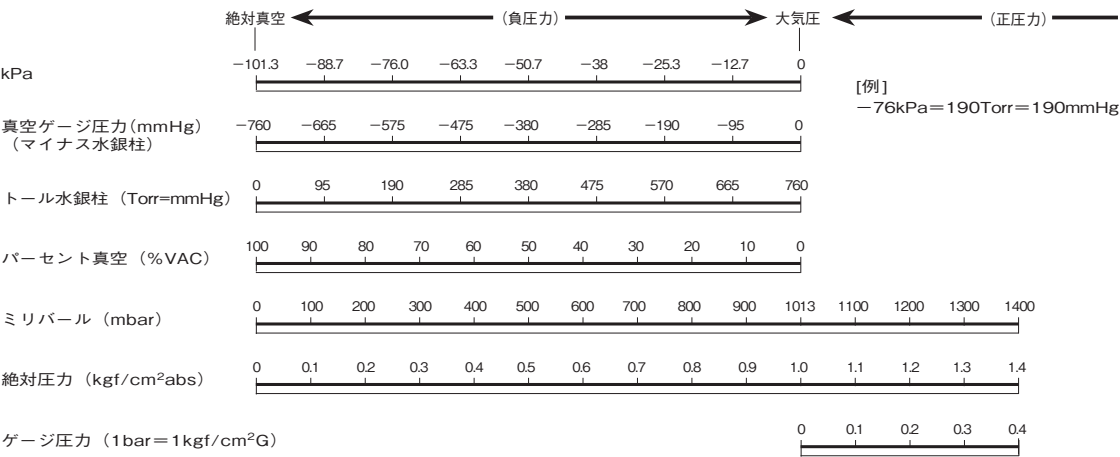 絶対真空 (負圧力) 大気圧 (正圧力)
kPa −101.3 −88.7 −76.0 −63.3 −50.7 −38 −25.3 −12.7 0
[例]
−76kPa＝190Torr＝190mmHg
真空ゲージ圧力(mmHg) −760 −665 −575 −475 −380 −285 −190 −95 0
（マイナス水銀柱）
トール水銀柱（Torr=mmHg） 0 95 190 285 380 475 570 665 760
パーセント真空（%VAC） 100 90 80 70 60 50 40 30 20 10 0
ミリバール（mbar） 0 100 200 300 400 500 600 700 800 900 1013 1100 1200 1300 1400
絶対圧力（kgf/cm²abs） 0 0.1 0.2 0.3 0.4 0.5 0.6 0.7 0.8 0.9 1.0 1.1 1.2 1.3 1.4
ゲージ圧力（1bar＝1kgf/cm²G） 0 0.1 0.2 0.3 0.4